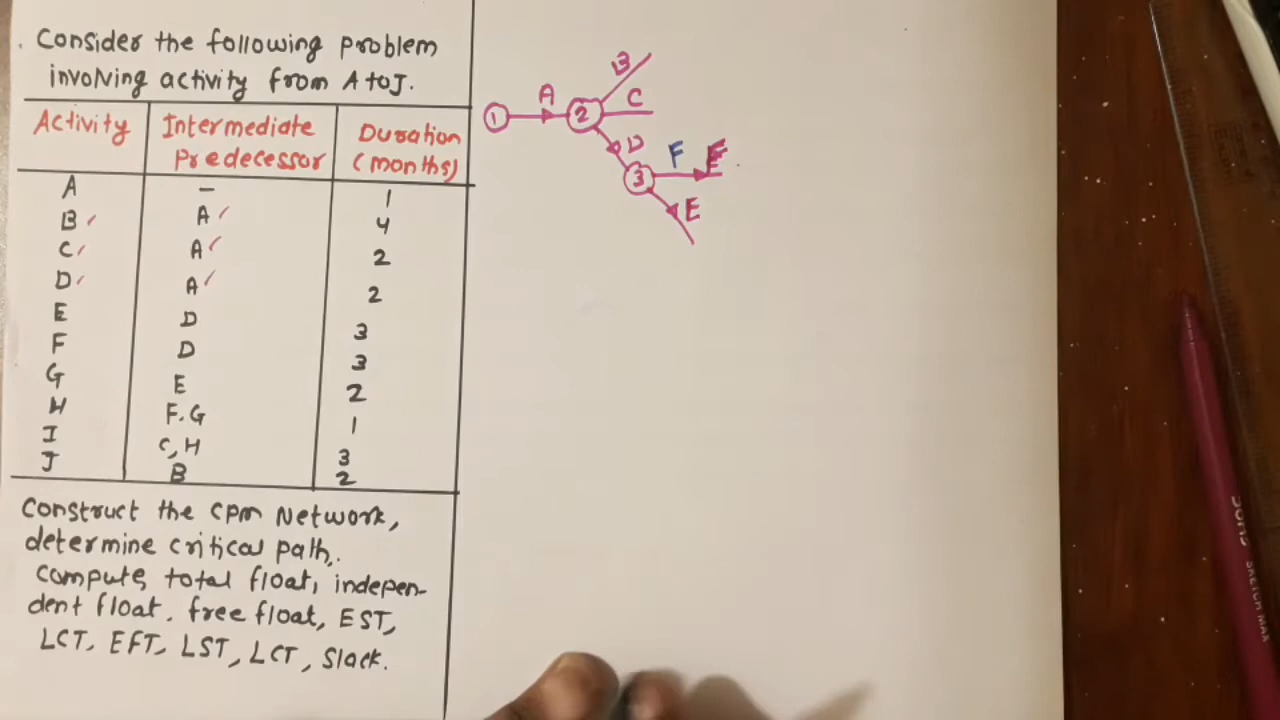 Consider the following problem
involving activity from A to J.
Activity Intermediate Predecessor Duration (months)
A - 1
B A 4
C A 2
D A 2
E D 3
F D 3
G E 2
H F.G 1
I C, H 3
J B 2
Construct the CPM Network,
determine critical path,.
Compute, total float, indepen-
dent float. free float, EST,
LCT, EFT, LST, LCT, Slack.
B
1 A 2 C
D
3 F
E